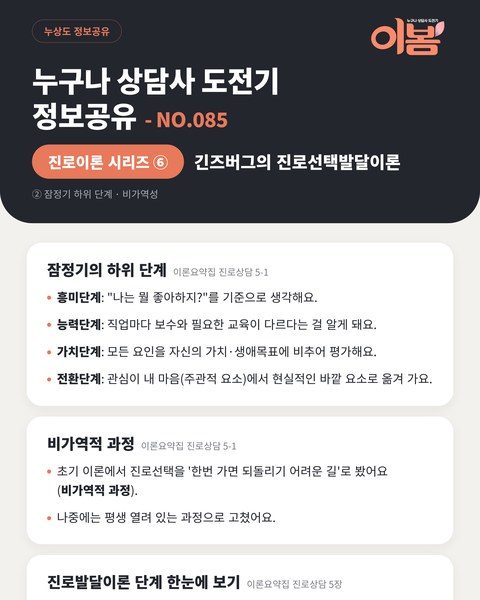 누상도 정보공유
누구나 상담사 도전기
이봄
누구나 상담사 도전기
정보공유 - NO.085
진로이론 시리즈 ⑥ 긴즈버그의 진로선택발달이론
② 잠정기 하위 단계 · 비가역성
잠정기의 하위 단계 이론요약집 진로상담 5-1
• 흥미단계: "나는 뭘 좋아하지?"를 기준으로 생각해요.
• 능력단계: 직업마다 보수와 필요한 교육이 다르다는 걸 알게 돼요.
• 가치단계: 모든 요인을 자신의 가치·생애목표에 비추어 평가해요.
• 전환단계: 관심이 내 마음(주관적 요소)에서 현실적인 바깥 요소로 옮겨 가요.
비가역적 과정 이론요약집 진로상담 5-1
• 초기 이론에서 진로선택을 '한번 가면 되돌리기 어려운 길'로 봤어요
(비가역적 과정).
• 나중에는 평생 열려 있는 과정으로 고쳤어요.
진로발달이론 단계 한눈에 보기 이론요약집 진로상담 5장